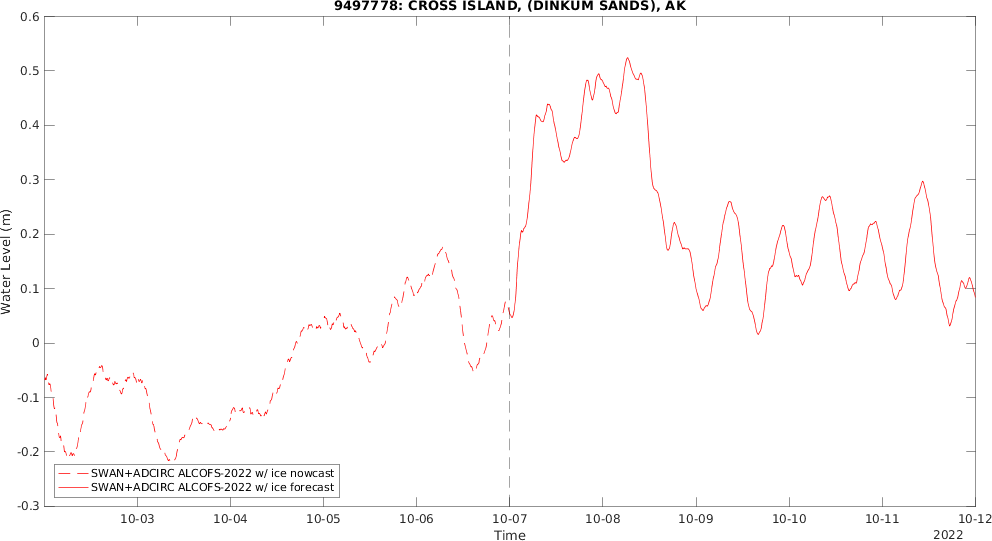 9497778: CROSS ISLAND, (DINKUM SANDS), AK
0.6
0.5
0.4
0.3
0.2
0.1
0
-0.1
-0.2
-0.3
Water Level (m)
SWAN+ADCIRC ALCOFS-2022 w/ ice nowcast
SWAN+ADCIRC ALCOFS-2022 w/ ice forecast
10-03 10-04 10-05 10-06 10-07 10-08 10-09 10-10 10-11 10-12
Time
2022